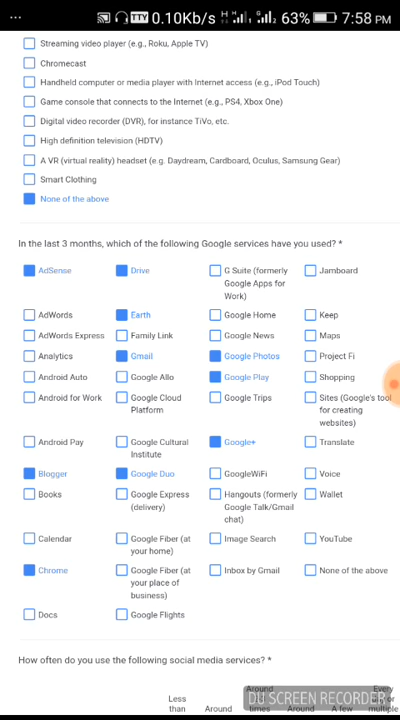 ... TTY 0.10Kb/s H 1 G 2 63% 7:58 PM
Streaming video player (e.g., Roku, Apple TV)
Chromecast
Handheld computer or media player with Internet access (e.g., iPod Touch)
Game console that connects to the Internet (e.g., PS4, Xbox One)
Digital video recorder (DVR), for instance TiVo, etc.
High definition television (HDTV)
A VR (virtual reality) headset (e.g. Daydream, Cardboard, Oculus, Samsung Gear)
Smart Clothing
None of the above
In the last 3 months, which of the following Google services have you used? *
AdSense Drive G Suite (formerly Jamboard
Google Apps for
Work)
AdWords Earth Google Home Keep
AdWords Express Family Link Google News Maps
Analytics Gmail Google Photos Project Fi
Android Auto Google Allo Google Play Shopping
Android for Work Google Cloud Google Trips Sites (Google's tool
Platform for creating
websites)
Android Pay Google Cultural Google+ Translate
Institute
Blogger Google Duo GoogleWiFi Voice
Books Google Express Hangouts (formerly Wallet
(delivery) Google Talk/Gmail
chat)
Calendar Google Fiber (at Image Search YouTube
your home)
Chrome Google Fiber (at Inbox by Gmail None of the above
your place of
business)
Docs Google Flights
How often do you use the following social media services? *
Around Every
Less times day or
than Around Around A few multiple
DU SCREEN RECORDER